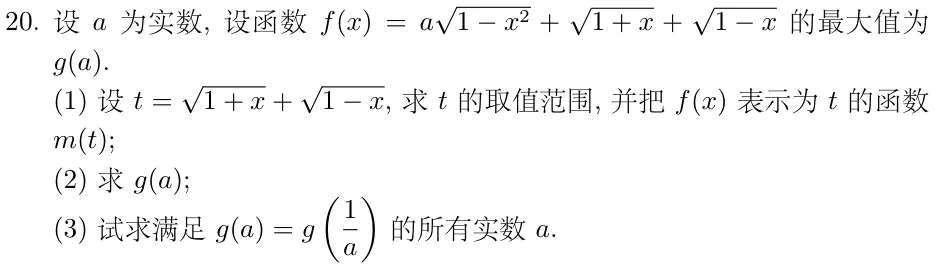 20. 设 a 为实数, 设函数 f(x) = a√(1 − x²) + √(1 + x) + √(1 − x) 的最大值为
g(a).
(1) 设 t = √(1 + x) + √(1 − x), 求 t 的取值范围, 并把 f(x) 表示为 t 的函数
m(t);
(2) 求 g(a);
(3) 试求满足 g(a) = g(1/a) 的所有实数 a.